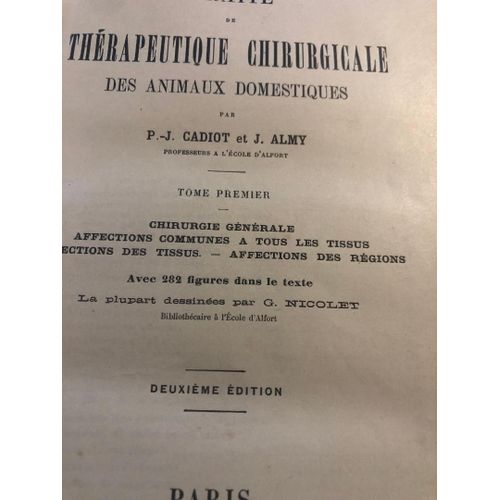 DE
THÉRAPEUTIQUE CHIRURGICALE
DES ANIMAUX DOMESTIQUES
PAR
P.-J. CADIOT et J. ALMY
PROFESSEURS A L'ÉCOLE D'ALFORT
TOME PREMIER
CHIRURGIE GÉNÉRALE
AFFECTIONS COMMUNES A TOUS LES TISSUS
ECTIONS DES TISSUS. — AFFECTIONS DES RÉGIONS
Avec 282 figures dans le texte
La plupart dessinées par G. NICOLET
Bibliothécaire à l'École d'Alfort
DEUXIÈME ÉDITION
PARIS